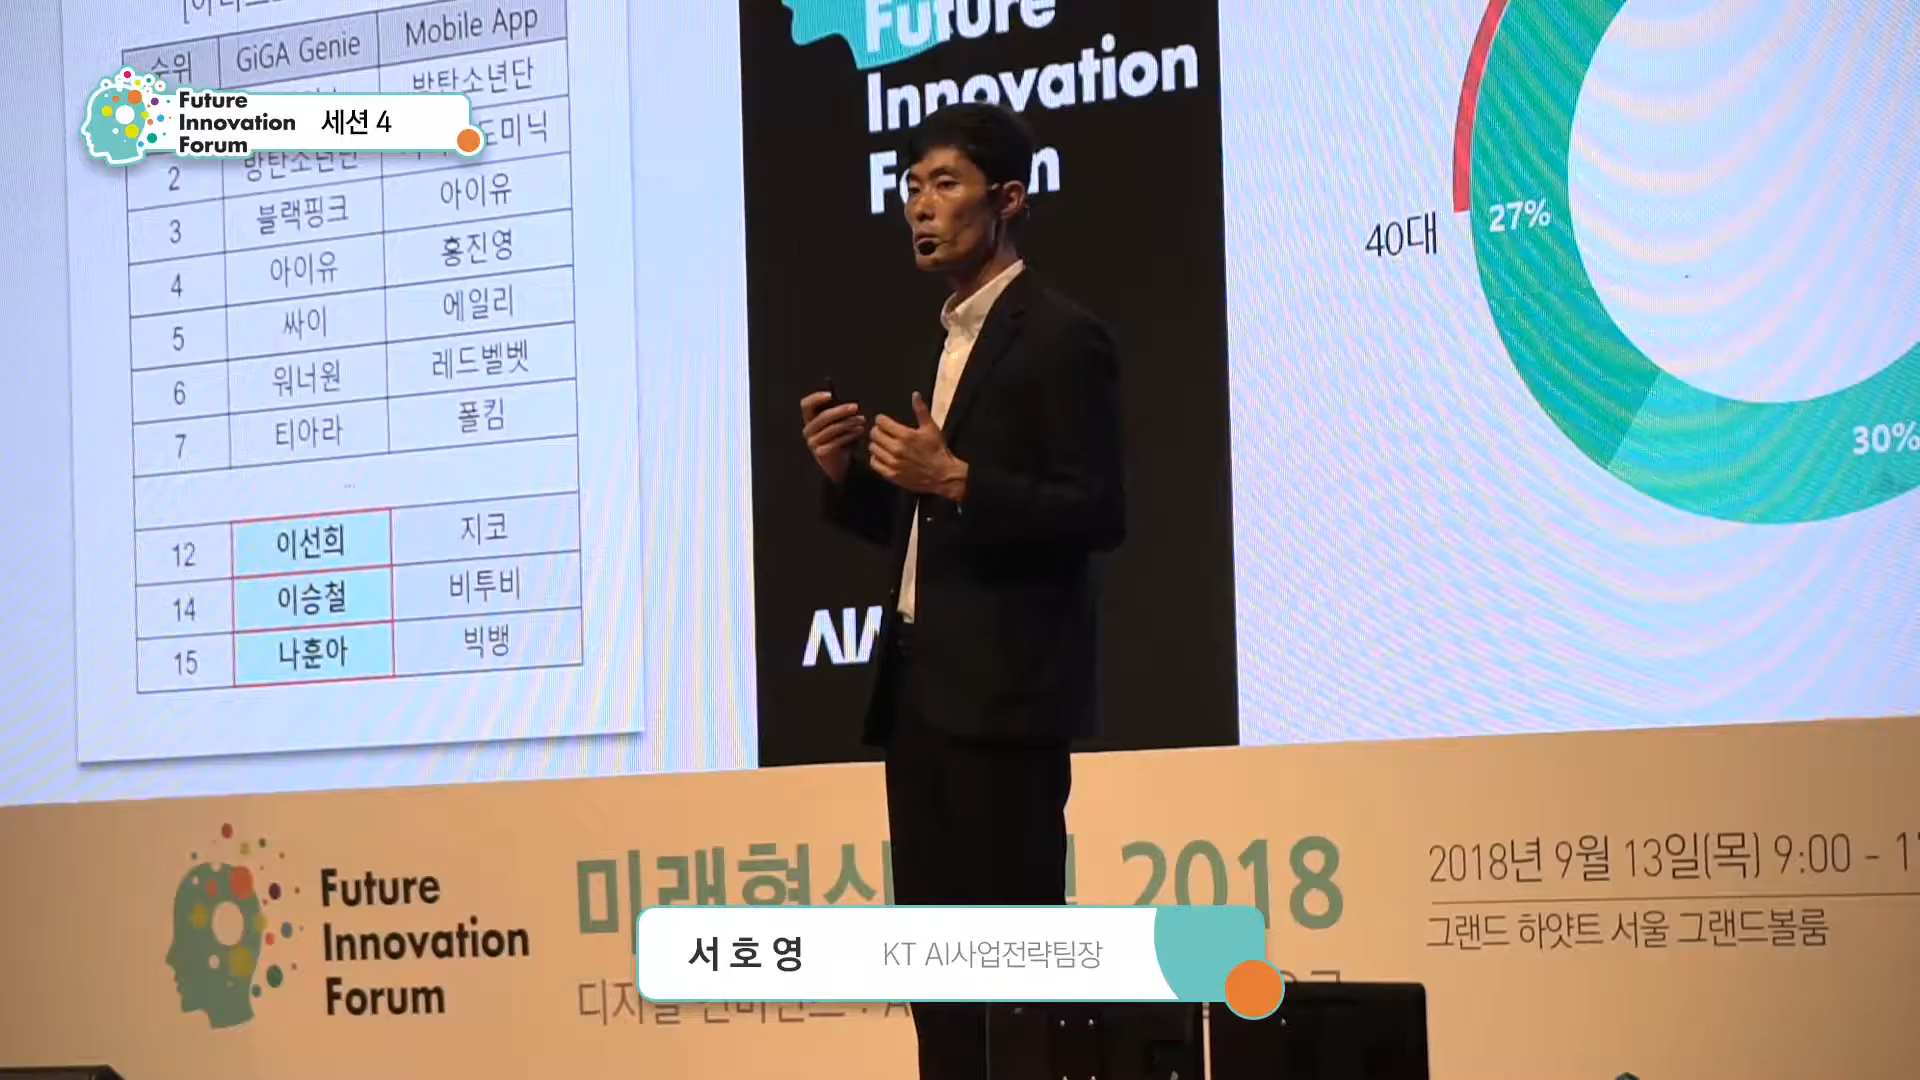 순위 GiGA Genie Mobile App
방탄소년단
도미닉
2 방탄소년단
3 블랙핑크 아이유
4 아이유 홍진영
5 싸이 에일리
6 워너원 레드벨벳
7 티아라 폴킴
...
12 이선희 지코
14 이승철 비투비
15 나훈아 빅뱅
Future
Innovation
Forum
세션 4
Future
Innovation
40대
27%
30%
Future
Innovation
Forum
2018
2018년 9월 13일(목) 9:00 -
그랜드 하얏트 서울 그랜드볼룸
서호영 KT AI사업전략팀장